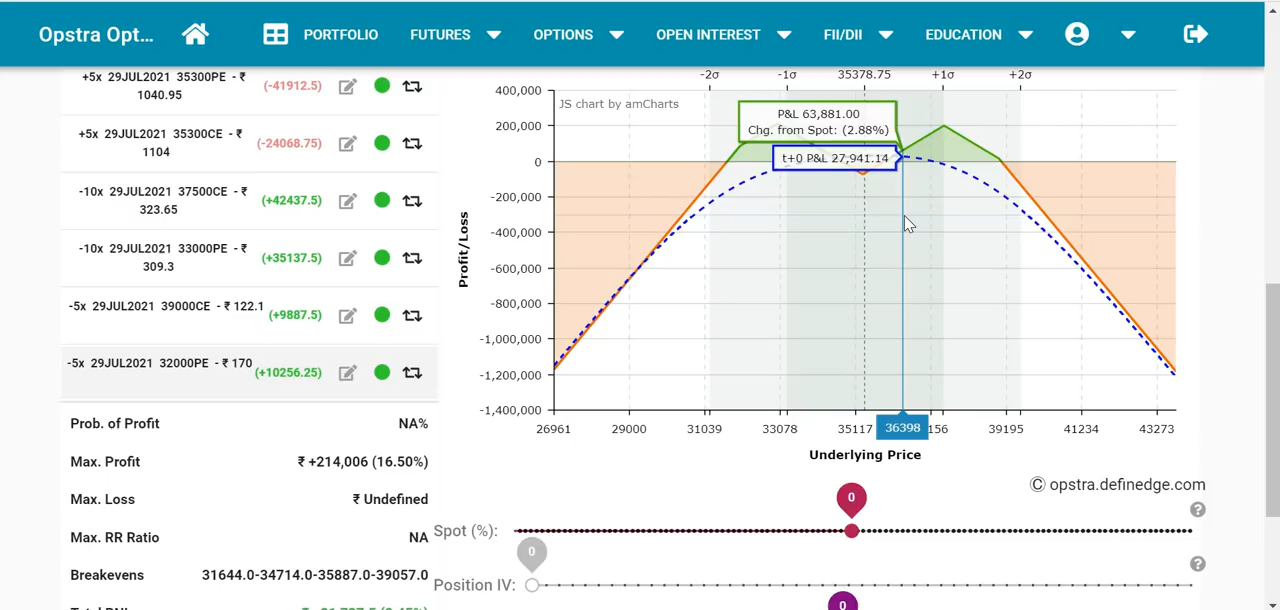 Opstra Opt...
PORTFOLIO
FUTURES
OPTIONS
OPEN INTEREST
FII/DII
EDUCATION
+5x 29JUL2021 35300PE - ₹
1040.95
(-41912.5)
+5x 29JUL2021 35300CE - ₹
1104
(-24068.75)
-10x 29JUL2021 37500CE - ₹
323.65
(+42437.5)
-10x 29JUL2021 33000PE - ₹
309.3
(+35137.5)
-5x 29JUL2021 39000CE - ₹ 122.1
(+9887.5)
-5x 29JUL2021 32000PE - ₹ 170
(+10256.25)
Prob. of Profit NA%
Max. Profit ₹ +214,006 (16.50%)
Max. Loss ₹ Undefined
Max. RR Ratio NA
Breakevens 31644.0-34714.0-35887.0-39057.0
-2σ -1σ 35378.75 +1σ +2σ
JS chart by amCharts
P&L 63,881.00
Chg. from Spot: (2.88%)
t+0 P&L 27,941.14
400,000
200,000
0
-200,000
-400,000
-600,000
-800,000
-1,000,000
-1,200,000
-1,400,000
Profit/Loss
26961 29000 31039 33078 35117 36398 156 39195 41234 43273
Underlying Price
© opstra.definedge.com
?
0
Spot (%):
0
?
Position IV:
0